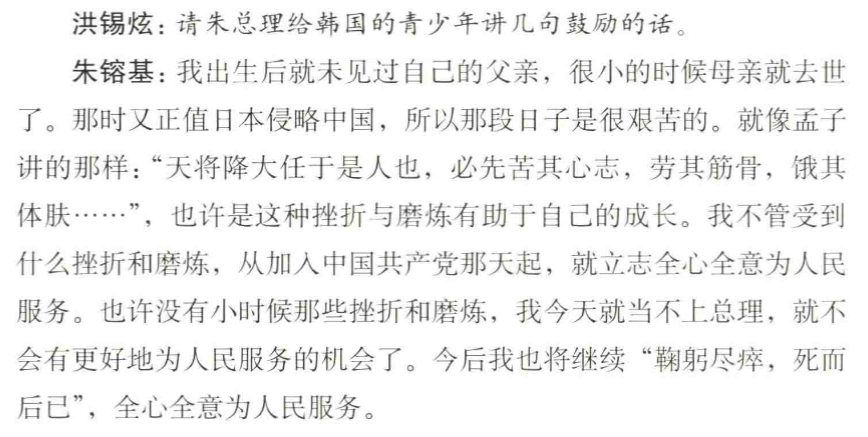 洪锡炫：请朱总理给韩国的青少年讲几句鼓励的话。
朱镕基：我出生后就未见过自己的父亲，很小的时候母亲就去世
了。那时又正值日本侵略中国，所以那段日子是很艰苦的。就像孟子
讲的那样：“天将降大任于是人也，必先苦其心志，劳其筋骨，饿其
体肤……”，也许是这种挫折与磨炼有助于自己的成长。我不管受到
什么挫折和磨炼，从加入中国共产党那天起，就立志全心全意为人民
服务。也许没有小时候那些挫折和磨炼，我今天就当不上总理，就不
会有更好地为人民服务的机会了。今后我也将继续“鞠躬尽瘁，死而
后已”，全心全意为人民服务。